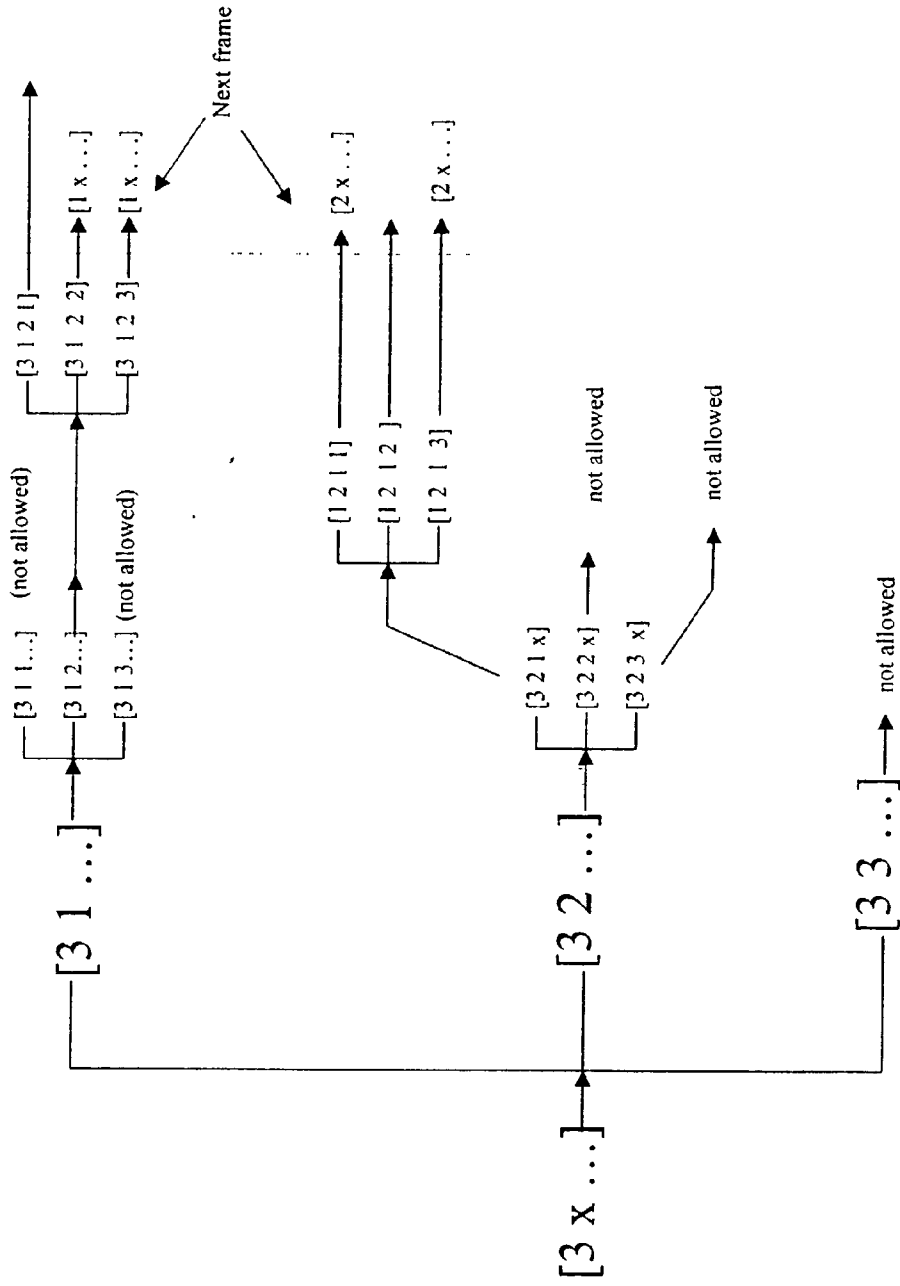 [3 x ...]
[3 1 ...]
[3 2 ...]
[3 3 ...]
not allowed
[3 1 1...]
(not allowed)
[3 1 2...]
[3 1 3...]
(not allowed)
[3 1 2 1]
[3 1 2 2]
[1 x ...]
[3 1 2 3]
[1 x ...]
Next frame
[3 2 1 x]
[3 2 2 x]
not allowed
[3 2 3 x]
not allowed
[1 2 1 1]
[2 x ...]
[1 2 1 2 ]
[1 2 1 3]
[2 x ...]